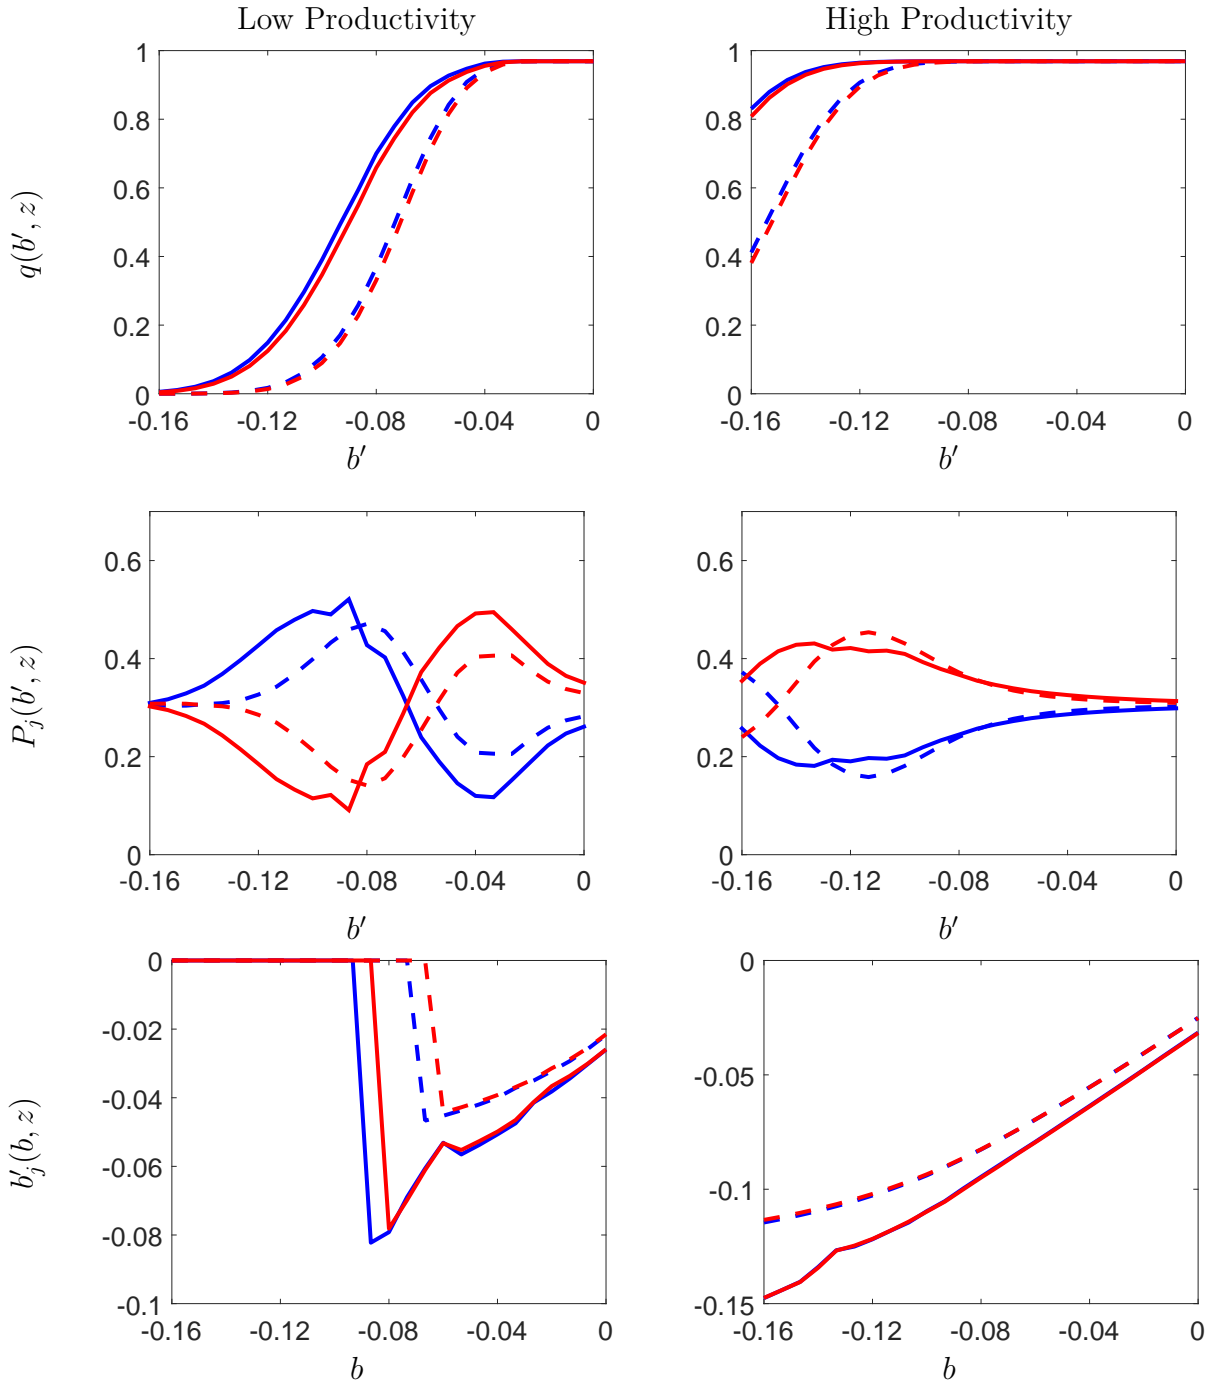 Low Productivity High Productivity
1 1
0.8 0.8
0.6 0.6
0.4 0.4
0.2 0.2
0 0
-0.16 -0.12 -0.08 -0.04 0 -0.16 -0.12 -0.08 -0.04 0
q(b′, z)
b′ b′
0.6 0.6
0.4 0.4
0.2 0.2
0 0
-0.16 -0.12 -0.08 -0.04 0 -0.16 -0.12 -0.08 -0.04 0
P_j(b′, z)
b′ b′
0 0
-0.02 -0.05
-0.04 -0.1
-0.06 -0.15
-0.08
-0.1
-0.16 -0.12 -0.08 -0.04 0 -0.16 -0.12 -0.08 -0.04 0
b′_j(b, z)
b b